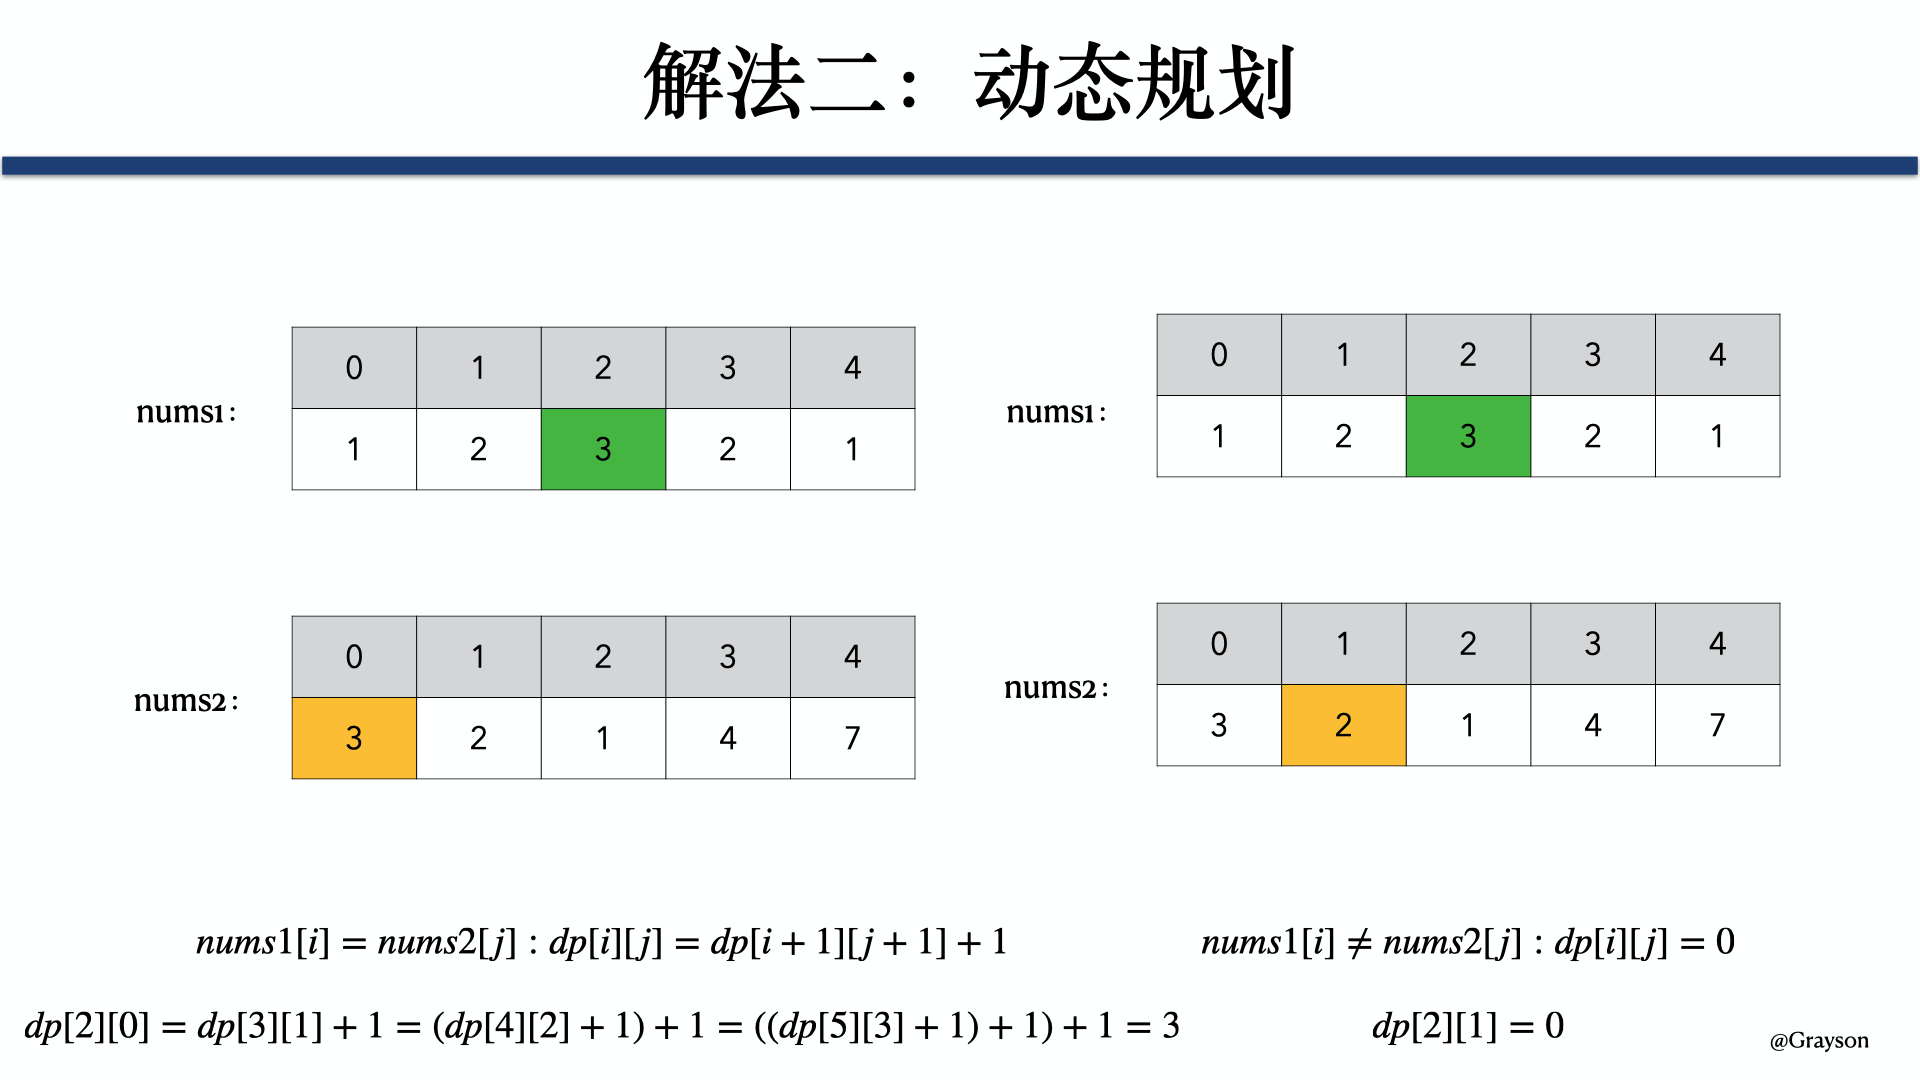 解法二：动态规划
0 1 2 3 4
nums1:
1 2 3 2 1
0 1 2 3 4
nums2:
3 2 1 4 7
0 1 2 3 4
nums1:
1 2 3 2 1
0 1 2 3 4
nums2:
3 2 1 4 7
nums1[i] = nums2[j] : dp[i][j] = dp[i + 1][j + 1] + 1
dp[2][0] = dp[3][1] + 1 = (dp[4][2] + 1) + 1 = ((dp[5][3] + 1) + 1) + 1 = 3
nums1[i] ≠ nums2[j] : dp[i][j] = 0
dp[2][1] = 0
@Grayson